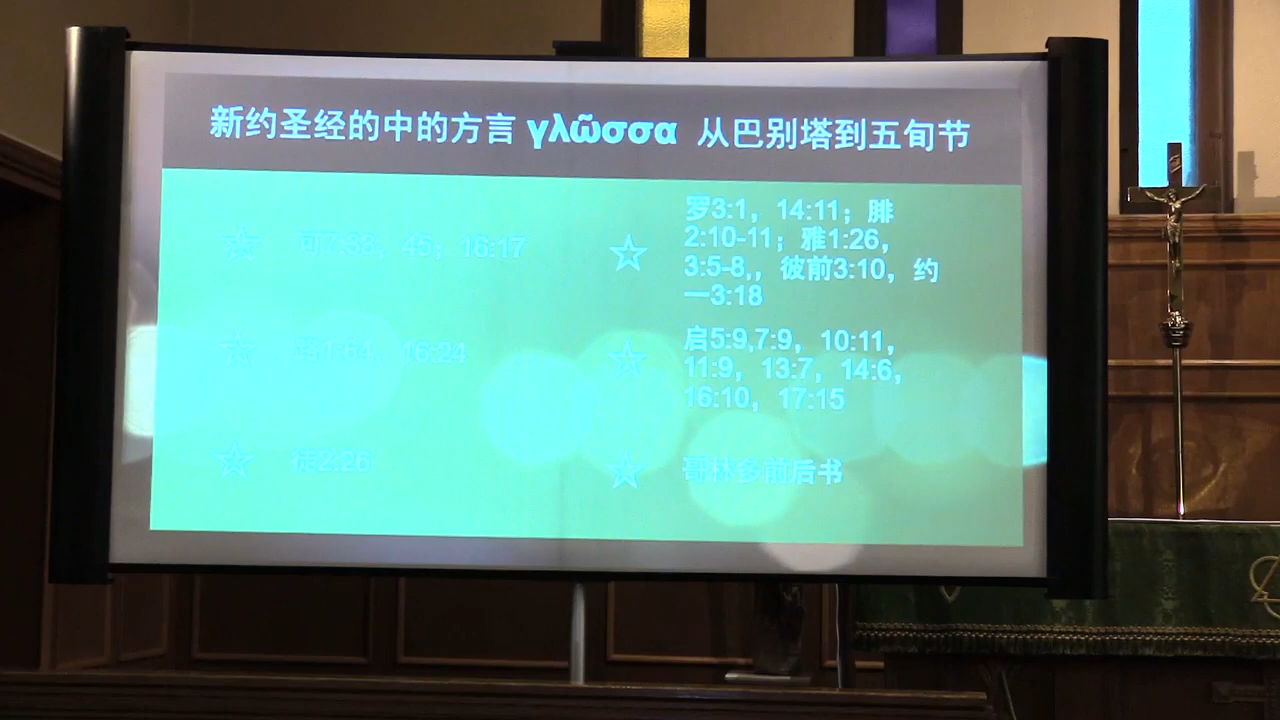 新约圣经的中的方言 γλῶσσα 从巴别塔到五旬节
可7:33，45；16:17
路1:64，16:24
徒2:26
罗3:1，14:11；腓
2:10-11；雅1:26，
3:5-8,，彼前3:10，约
一3:18
启5:9,7:9，10:11，
11:9，13:7，14:6，
16:10，17:15
哥林多前后书